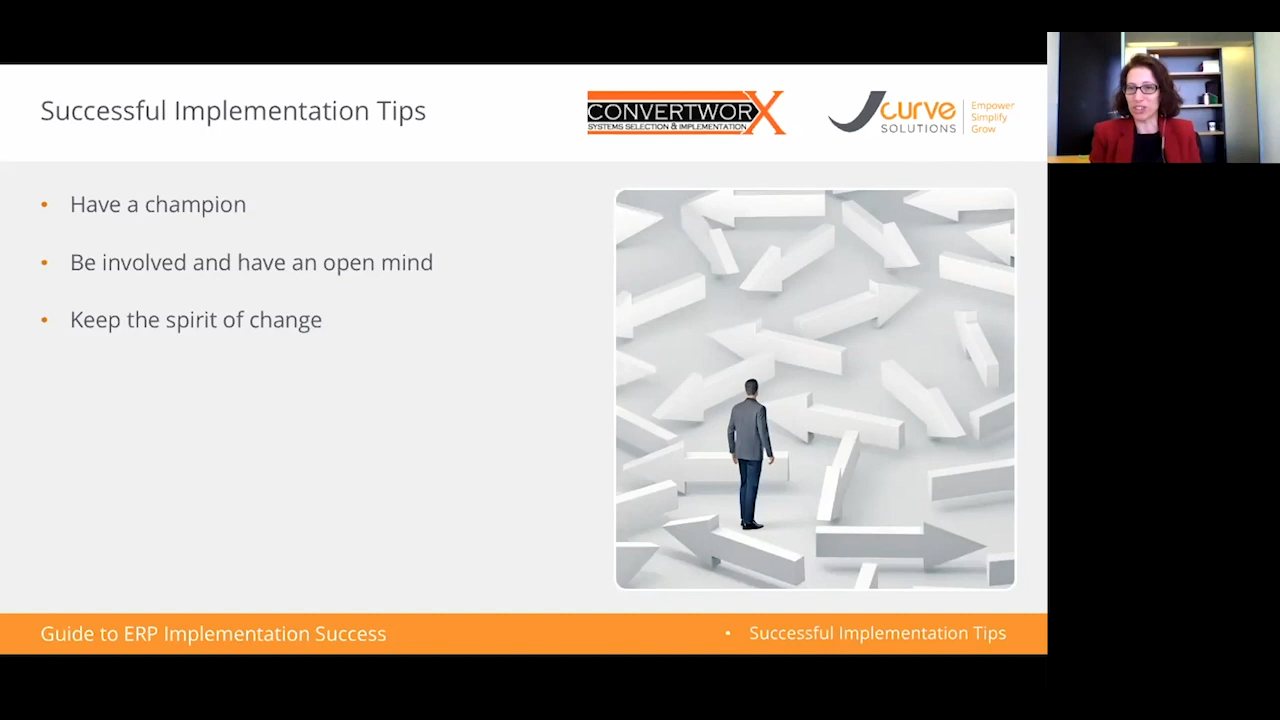 Successful Implementation Tips
CONVERTWORX
SYSTEMS SELECTION & IMPLEMENTATION
Jcurve
SOLUTIONS
Empower
Simplify
Grow
• Have a champion
• Be involved and have an open mind
• Keep the spirit of change
Guide to ERP Implementation Success
• Successful Implementation Tips